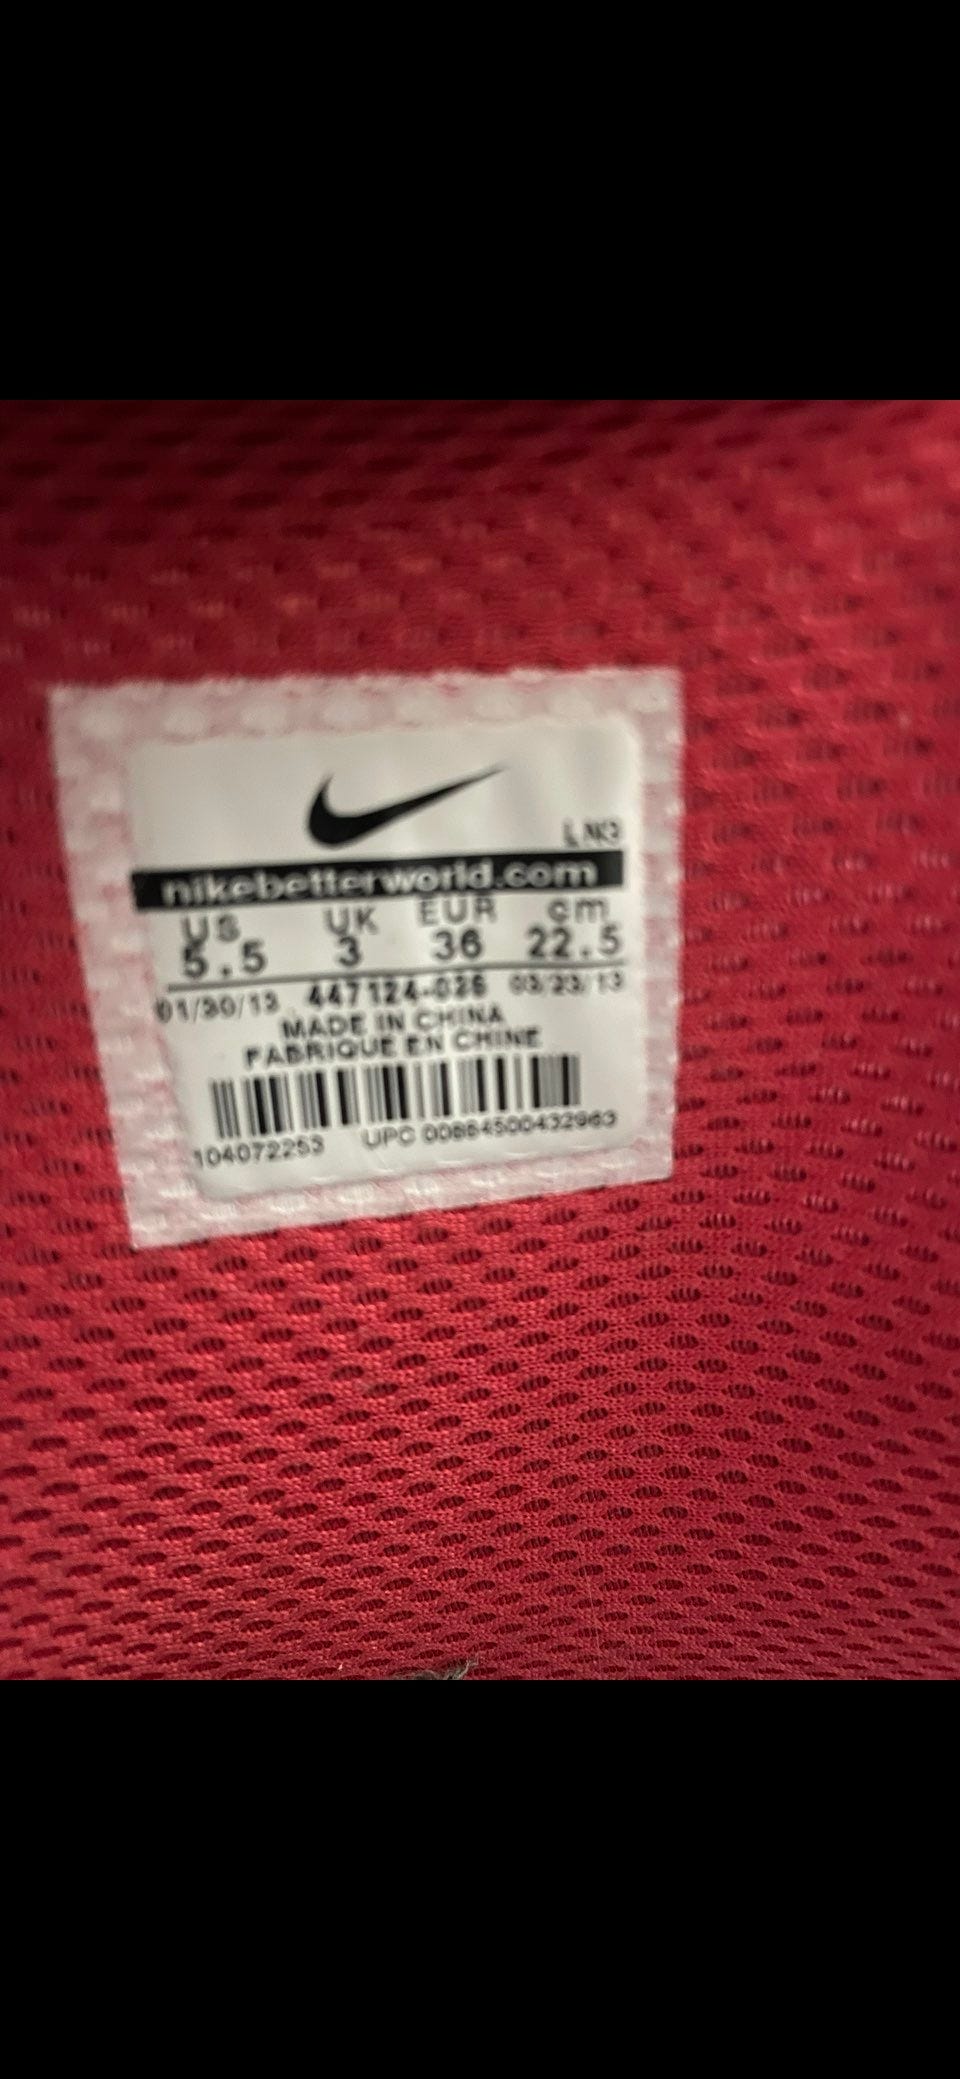 LN3
nikebetterworld.com
US UK EUR cm
5.5 3 36 22.5
01/30/13 447124-026 03/23/13
MADE IN CHINA
FABRIQUE EN CHINE
104072253 UPC 00884500432963